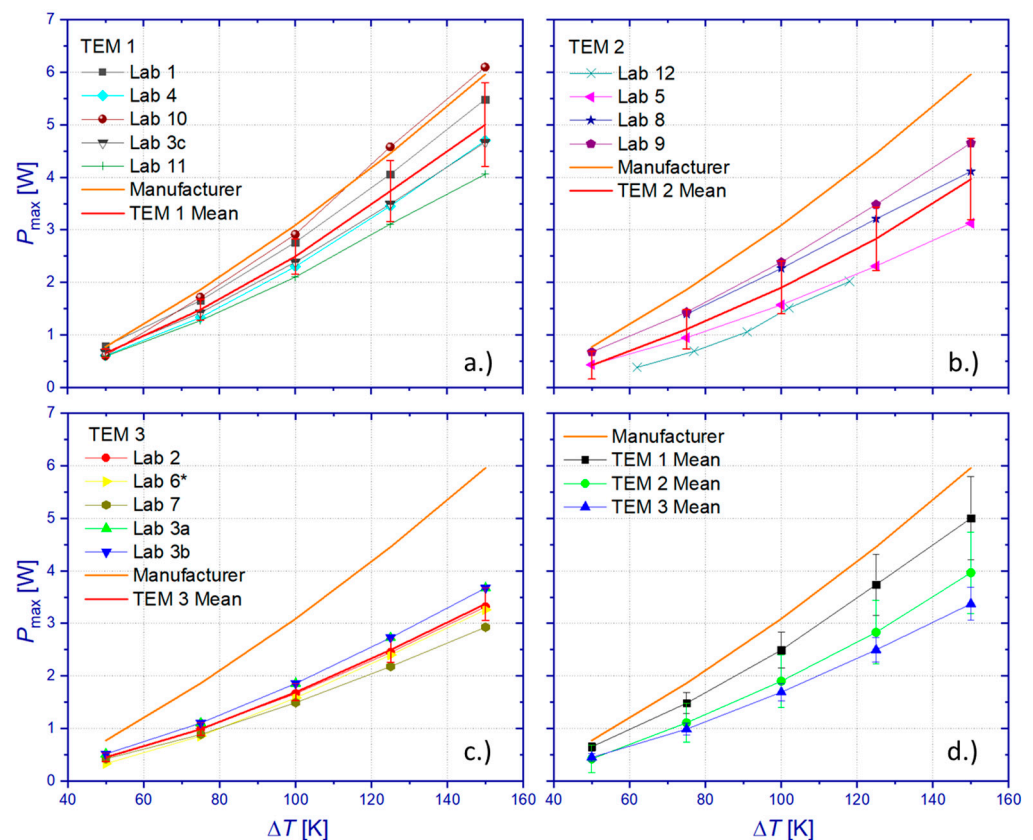 7
6
5
4
3
2
1
0
P_max [W]
TEM 1
Lab 1
Lab 4
Lab 10
Lab 3c
Lab 11
Manufacturer
TEM 1 Mean
a.)
TEM 2
Lab 12
Lab 5
Lab 8
Lab 9
Manufacturer
TEM 2 Mean
b.)
7
6
5
4
3
2
1
0
P_max [W]
TEM 3
Lab 2
Lab 6*
Lab 7
Lab 3a
Lab 3b
Manufacturer
TEM 3 Mean
c.)
40 60 80 100 120 140 160
ΔT [K]
Manufacturer
TEM 1 Mean
TEM 2 Mean
TEM 3 Mean
d.)
40 60 80 100 120 140 160
ΔT [K]